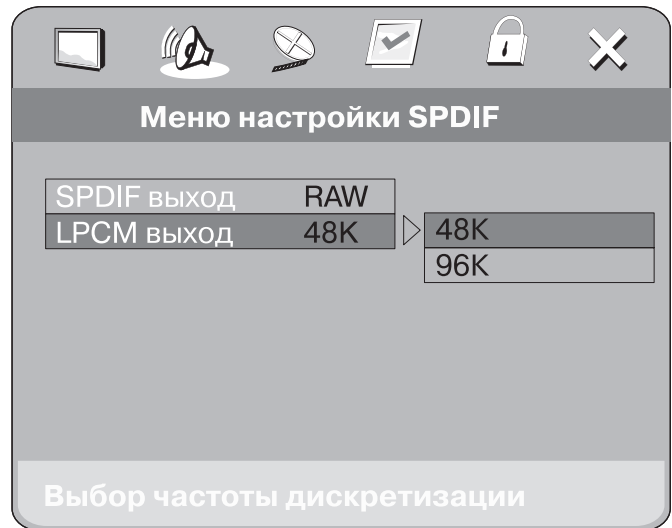 Меню настройки SPDIF
SPDIF выход RAW
LPCM выход 48K 48K
96K
Выбор частоты дискретизации